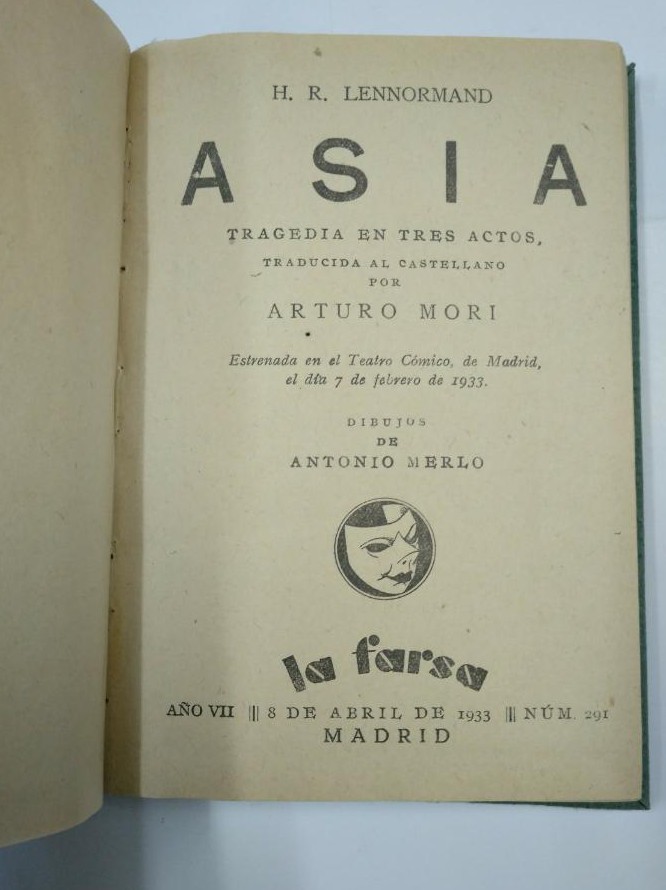 H. R. LENNORMAND
ASIA
TRAGEDIA EN TRES ACTOS,
TRADUCIDA AL CASTELLANO
POR
ARTURO MORI
Estrenada en el Teatro Cómico, de Madrid,
el día 7 de febrero de 1933.
DIBUJOS
DE
ANTONIO MERLO
la farsa
AÑO VII ||| 8 DE ABRIL DE 1933 ||| NÚM. 291
MADRID